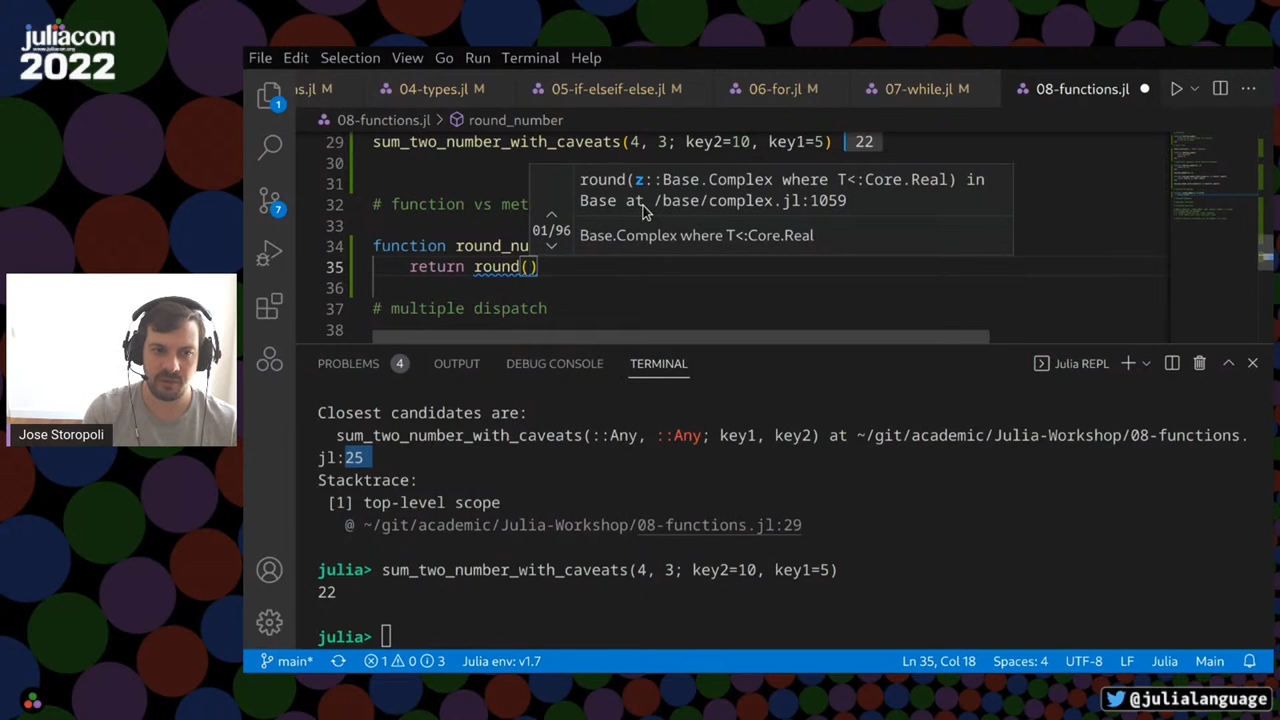 juliacon
www.juliacon.org
2022
File Edit Selection View Go Run Terminal Help
ns.jl M 04-types.jl M 05-if-elseif-else.jl M 06-for.jl M 07-while.jl M 08-functions.jl
08-functions.jl > round_number
29 sum_two_number_with_caveats(4, 3; key2=10, key1=5) 22
30
31
32 # function vs met
33
34 function round_nu
35 return round()
36
37 # multiple dispatch
38
round(z::Base.Complex where T<:Core.Real) in
Base at /base/complex.jl:1059
01/96
Base.Complex where T<:Core.Real
1
7
Jose Storopoli
PROBLEMS 4 OUTPUT DEBUG CONSOLE TERMINAL Julia REPL
Closest candidates are:
sum_two_number_with_caveats(::Any, ::Any; key1, key2) at ~/git/academic/Julia-Workshop/08-functions.
jl:25
Stacktrace:
[1] top-level scope
@ ~/git/academic/Julia-Workshop/08-functions.jl:29
julia> sum_two_number_with_caveats(4, 3; key2=10, key1=5)
22
julia>
main* 1 0 3 Julia env: v1.7 Ln 35, Col 18 Spaces: 4 UTF-8 LF Julia Main
@julialanguage